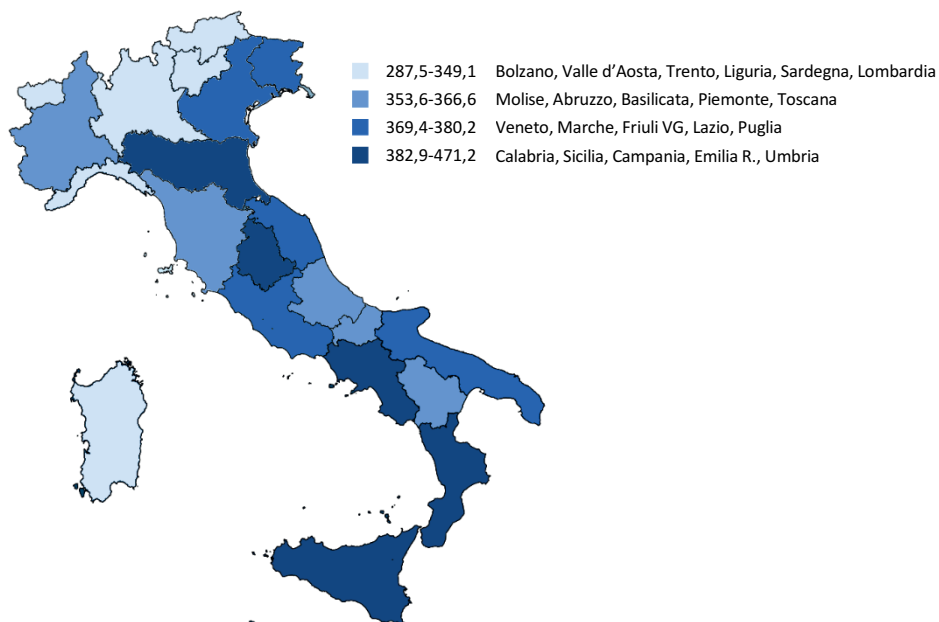 287,5-349,1 Bolzano, Valle d'Aosta, Trento, Liguria, Sardegna, Lombardia
353,6-366,6 Molise, Abruzzo, Basilicata, Piemonte, Toscana
369,4-380,2 Veneto, Marche, Friuli VG, Lazio, Puglia
382,9-471,2 Calabria, Sicilia, Campania, Emilia R., Umbria